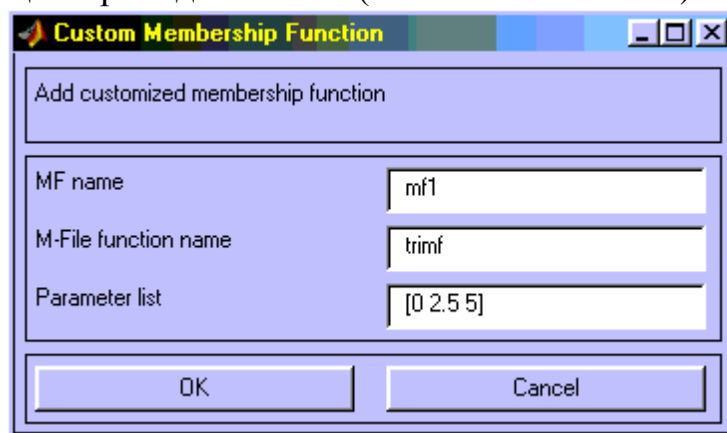 Custom Membership Function
Add customized membership function
MF name
mf1
M-File function name
trimf
Parameter list
[0 2.5 5]
OK
Cancel